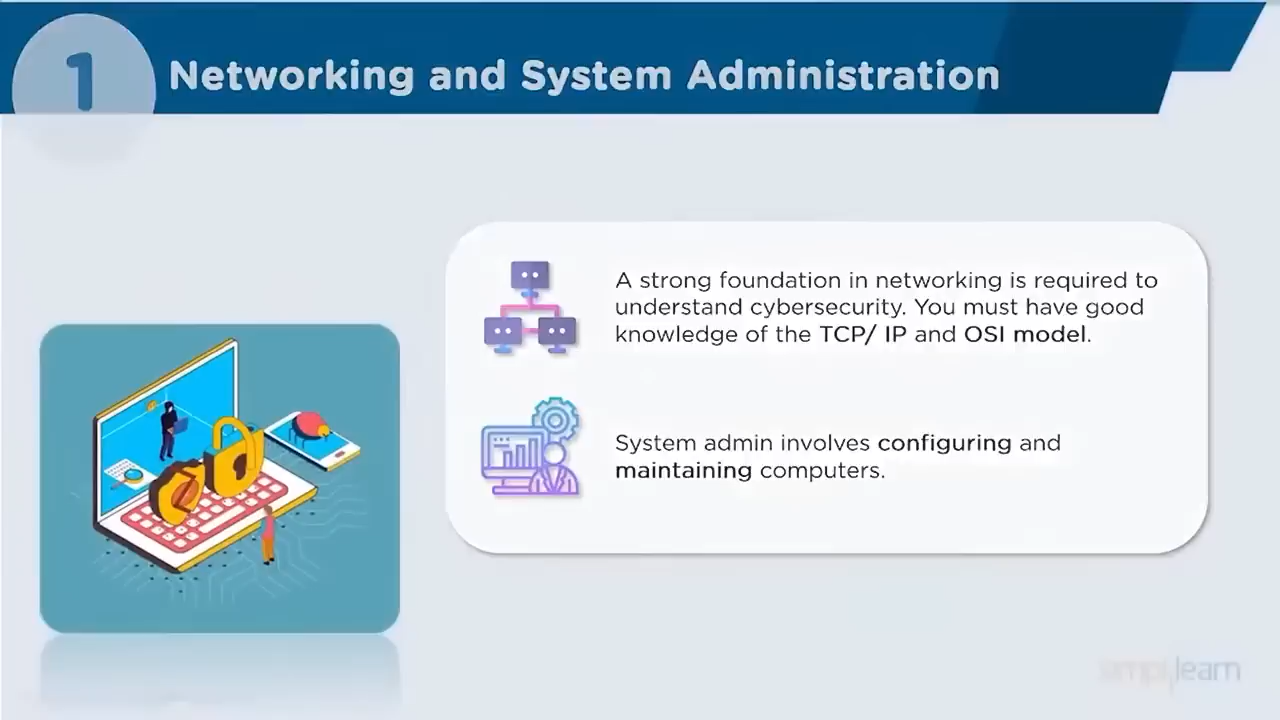 1
Networking and System Administration
A strong foundation in networking is required to
understand cybersecurity. You must have good
knowledge of the TCP/ IP and OSI model.
System admin involves configuring and
maintaining computers.
simplilearn